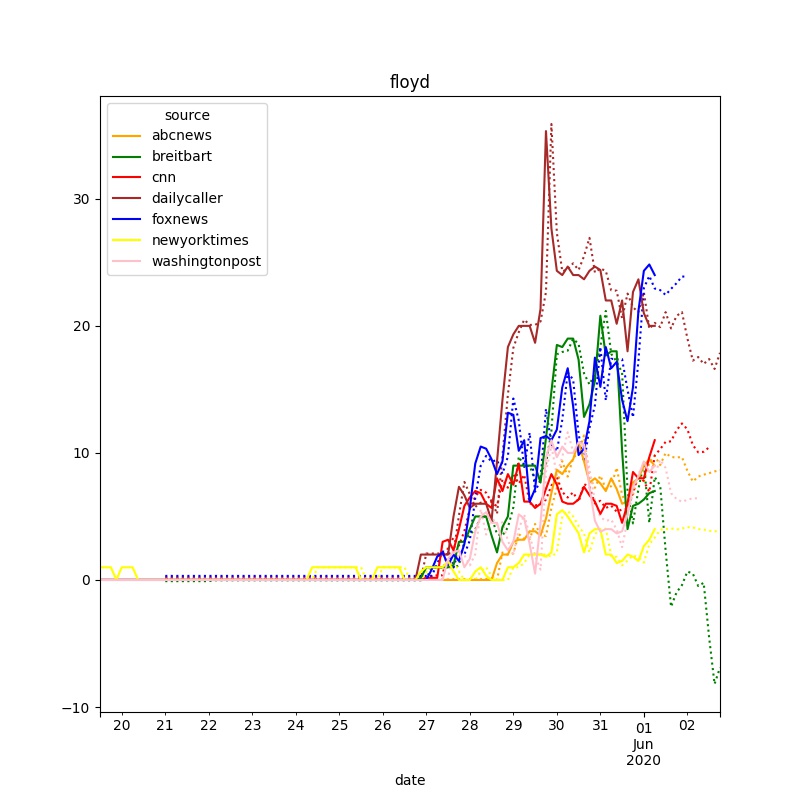 floyd
source
abcnews
breitbart
cnn
dailycaller
foxnews
newyorktimes
washingtonpost
30
20
10
0
−10
20 21 22 23 24 25 26 27 28 29 30 31 01 02
Jun
2020
date